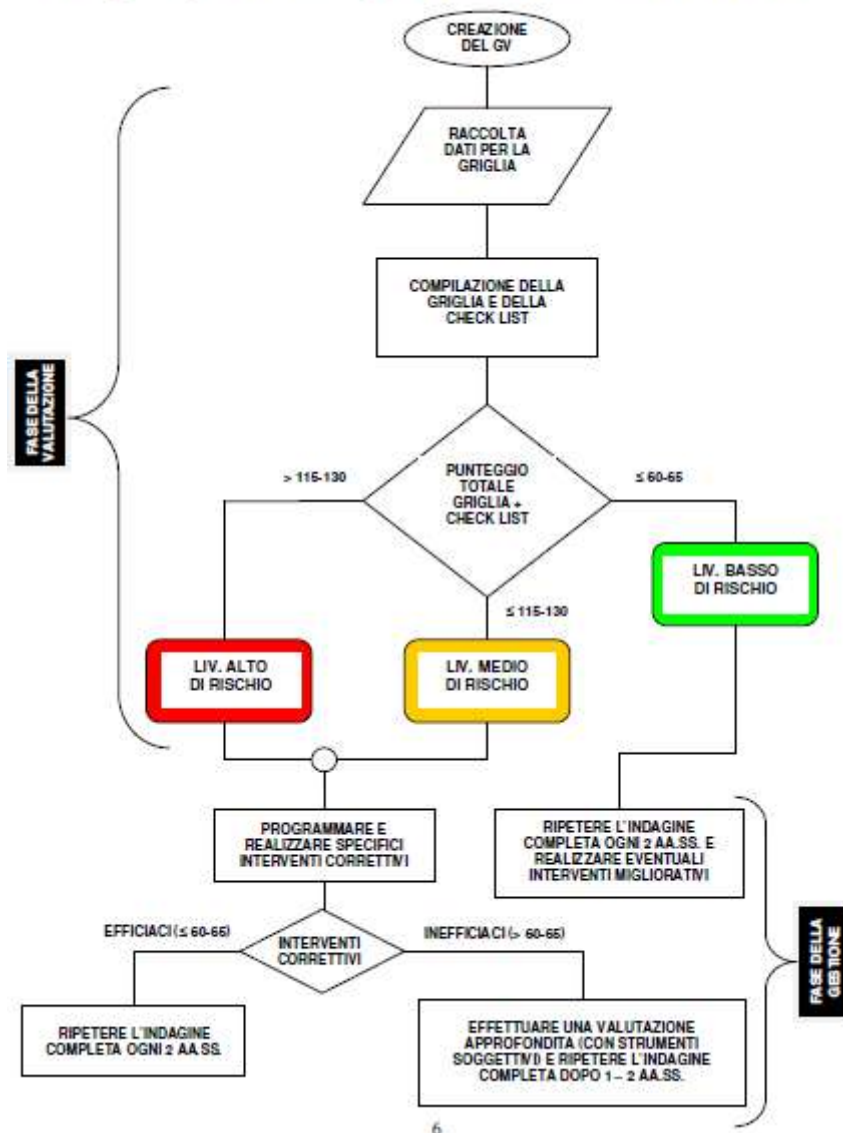 CREAZIONE
DEL GV
RACCOLTA
DATI PER LA
GRIGLIA
COMPILAZIONE DELLA
GRIGLIA E DELLA
CHECK LIST
FASE DELLA
VALUTAZIONE
> 115-130
PUNTEGGIO
TOTALE
GRIGLIA +
CHECK LIST
≤ 60-65
LIV. BASSO
DI RISCHIO
≤ 115-130
LIV. ALTO
DI RISCHIO
LIV. MEDIO
DI RISCHIO
PROGRAMMARE E
REALIZZARE SPECIFICI
INTERVENTI CORRETTIVI
RIPETERE L'INDAGINE
COMPLETA OGNI 2 AA.SS. E
REALIZZARE EVENTUALI
INTERVENTI MIGLIORATIVI
FASE DELLA
GESTIONE
EFFICIACI (≤ 60-65)
INTERVENTI
CORRETTIVI
INEFFICIACI (> 60-65)
RIPETERE L'INDAGINE
COMPLETA OGNI 2 AA.SS.
EFFETTUARE UNA VALUTAZIONE
APPROFONDITA (CON STRUMENTI
SOGGETTIVI) E RIPETERE L'INDAGINE
COMPLETA DOPO 1 – 2 AA.SS.
6